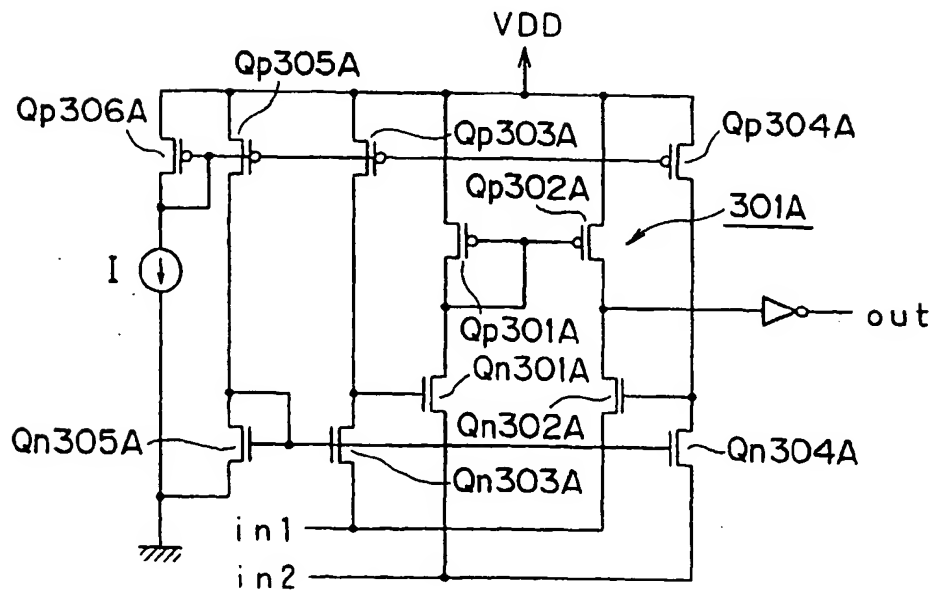 VDD
Qp305A
Qp306A
Qp303A
Qp304A
Qp302A
301A
I
out
Qp301A
Qn301A
Qn305A
Qn302A
Qn304A
Qn303A
in1
in2